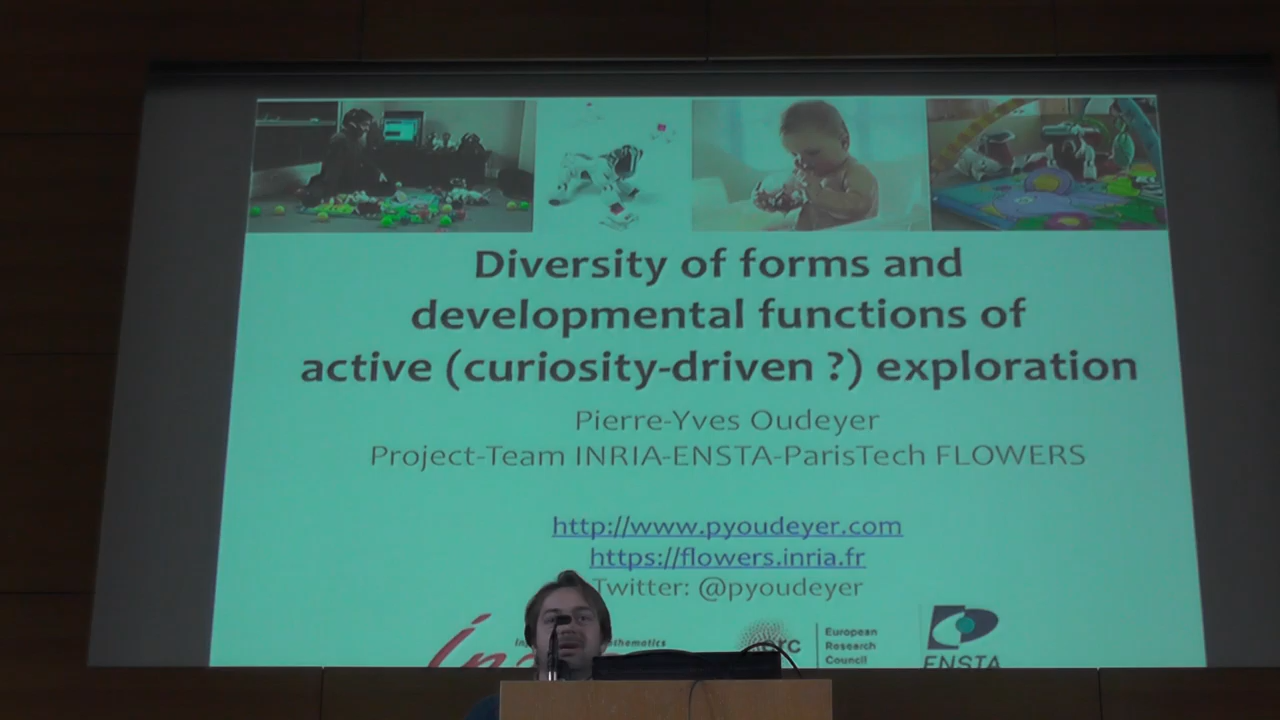 Diversity of forms and
developmental functions of
active (curiosity-driven ?) exploration
Pierre-Yves Oudeyer
Project-Team INRIA-ENSTA-ParisTech FLOWERS
http://www.pyoudeyer.com
https://flowers.inria.fr
Twitter: @pyoudeyer
erc
European
Research
Council
ENSTA